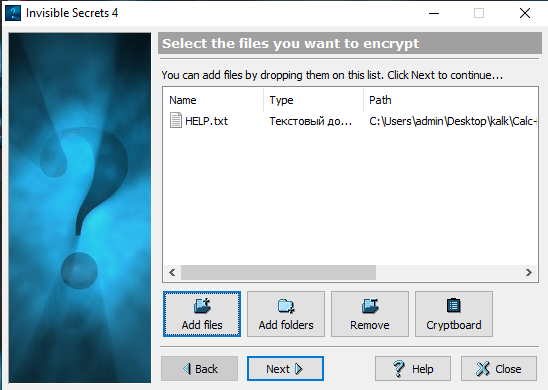 Invisible Secrets 4
Select the files you want to encrypt
You can add files by dropping them on this list. Click Next to continue...
Name Type Path
HELP.txt Текстовый до... C:\Users\admin\Desktop\kalk\Calc-
Add files Add folders Remove Cryptboard
Back Next Help Close